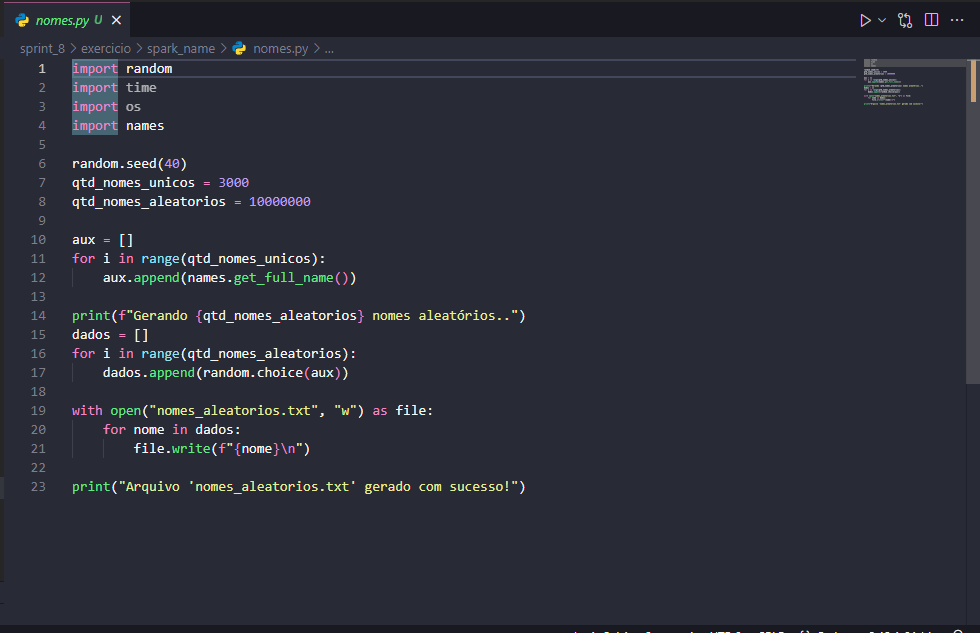 nomes.py U
sprint_8 > exercicio > spark_name > nomes.py > ...
1 import random
2 import time
3 import os
4 import names
5
6 random.seed(40)
7 qtd_nomes_unicos = 3000
8 qtd_nomes_aleatorios = 10000000
9
10 aux = []
11 for i in range(qtd_nomes_unicos):
12     aux.append(names.get_full_name())
13
14 print(f"Gerando {qtd_nomes_aleatorios} nomes aleatórios..")
15 dados = []
16 for i in range(qtd_nomes_aleatorios):
17     dados.append(random.choice(aux))
18
19 with open("nomes_aleatorios.txt", "w") as file:
20     for nome in dados:
21         file.write(f"{nome}\n")
22
23 print("Arquivo 'nomes_aleatorios.txt' gerado com sucesso!")